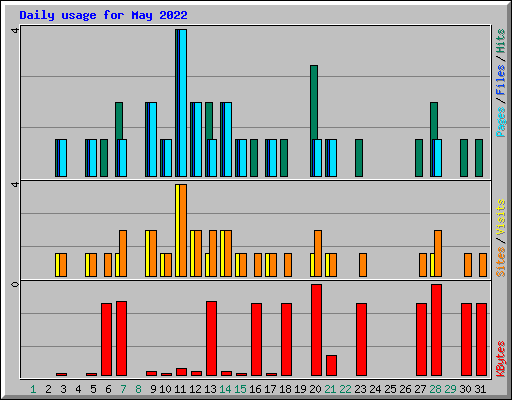 Daily usage for May 2022
4
Pages / Files / Hits
4
Sites / Visits
0
KBytes
1 2 3 4 5 6 7 8 9 10 11 12 13 14 15 16 17 18 19 20 21 22 23 24 25 26 27 28 29 30 31